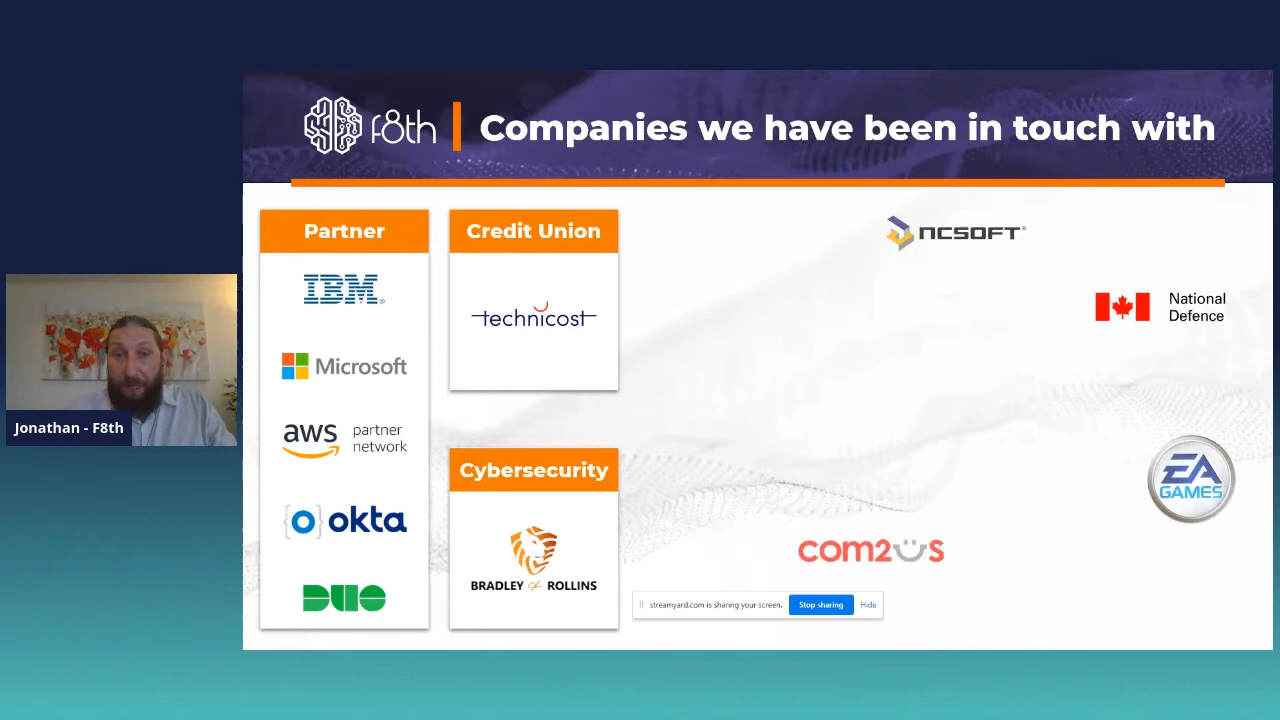 f8th
Companies we have been in touch with
Partner
IBM®
Microsoft
aws partner
network
{o} okta
DUO
Credit Union
technicost
Cybersecurity
BRADLEY & ROLLINS
NCSOFT®
National
Defence
EA
GAMES
com2us
streamyard.com is sharing your screen.
Stop sharing
Hide
Jonathan - F8th